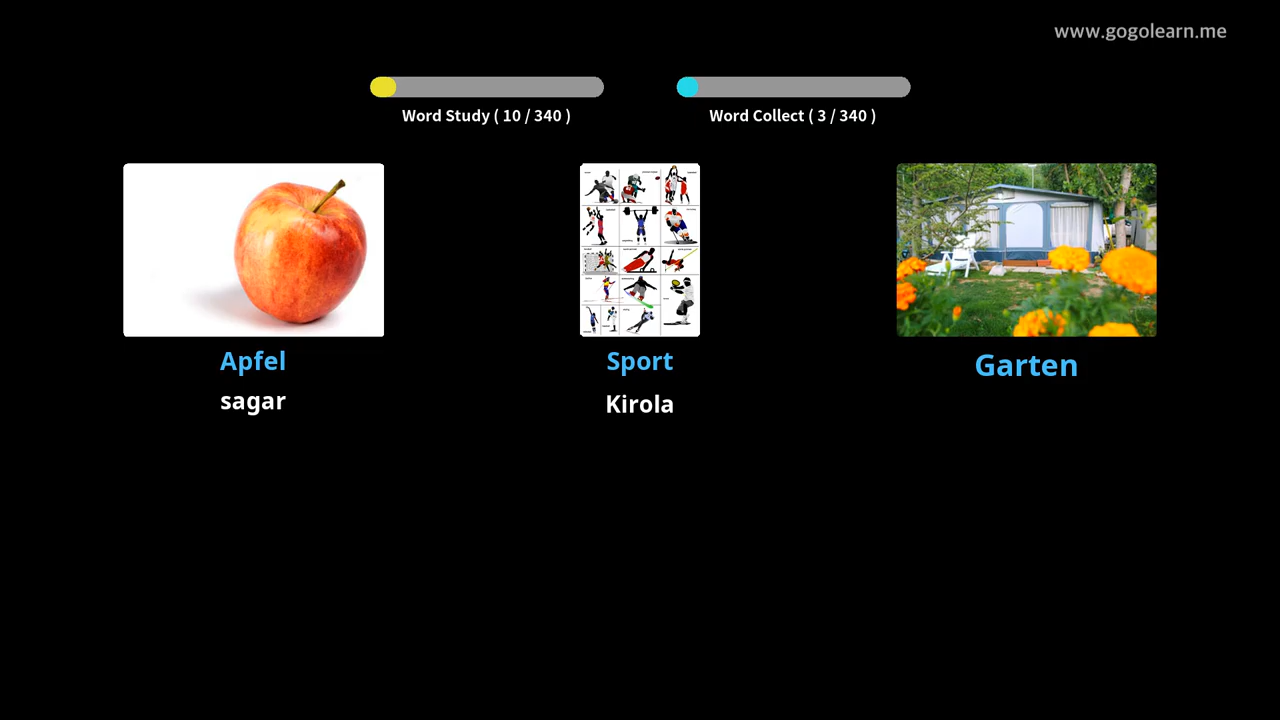 www.gogolearn.me
Word Study ( 10 / 340 )
Word Collect ( 3 / 340 )
Apfel
sagar
Sport
Kirola
Garten